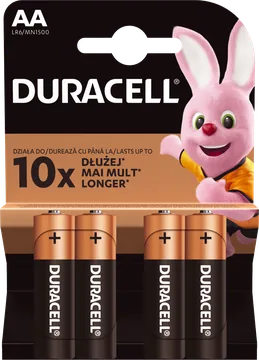 AA
LR6/MN1500
DURACELL
DZIAŁA DO/DUREAZĂ CU PÂNĂ LA/LASTS UP TO
10x
DŁUŻEJ*
MAI MULT*
LONGER*
+ + + +
DURACELL DURACELL DURACELL DURACELL